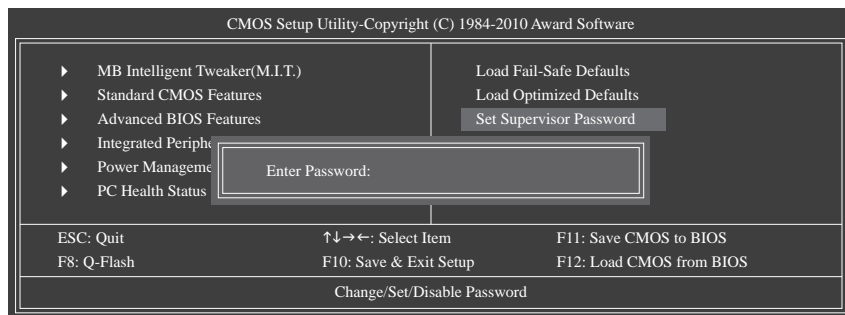 CMOS Setup Utility-Copyright (C) 1984-2010 Award Software
MB Intelligent Tweaker(M.I.T.)
Standard CMOS Features
Advanced BIOS Features
Integrated
Power
PC Health Status
Load Fail-Safe Defaults
Load Optimized Defaults
Set Supervisor Password
Enter Password:
ESC: Quit ↑↓→←: Select Item F11: Save CMOS to BIOS
F8: Q-Flash F10: Save & Exit Setup F12: Load CMOS from BIOS
Change/Set/Disable Password